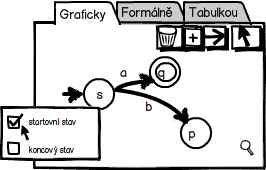 Graficky Formálně Tabulkou
a
q
s
b
startovní stav
p
koncový stav